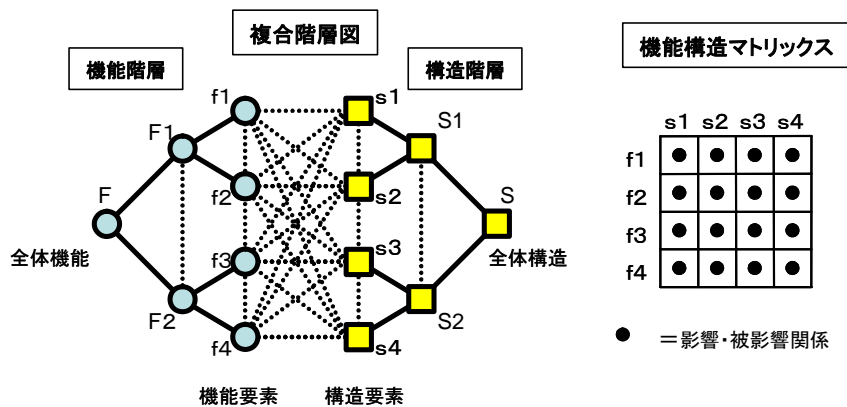 複合階層図
機能階層
構造階層
f1
s1
F1
S1
f2
s2
F
S
全体機能
全体構造
f3
s3
F2
S2
f4
s4
機能要素
構造要素
機能構造マトリックス
s1 s2 s3 s4
f1
f2
f3
f4
● ＝影響・被影響関係